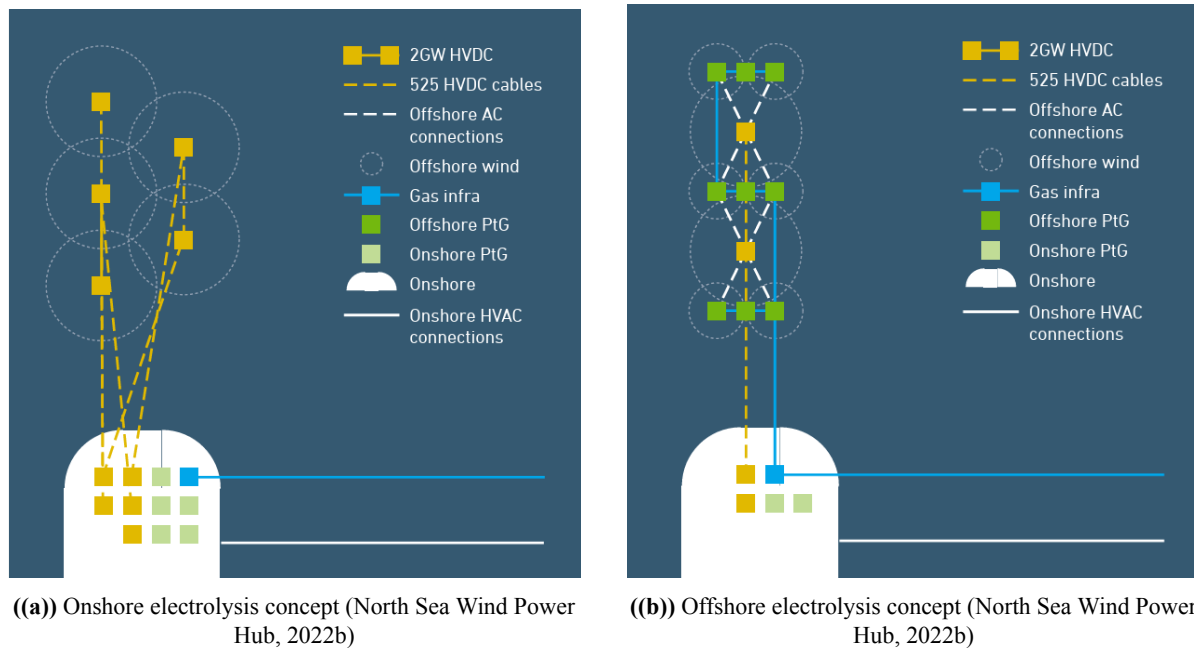 2GW HVDC
525 HVDC cables
Offshore AC
connections
Offshore wind
Gas infra
Offshore PtG
Onshore PtG
Onshore
Onshore HVAC
connections
((a)) Onshore electrolysis concept (North Sea Wind Power
Hub, 2022b)
2GW HVDC
525 HVDC cables
Offshore AC
connections
Offshore wind
Gas infra
Offshore PtG
Onshore PtG
Onshore
Onshore HVAC
connections
((b)) Offshore electrolysis concept (North Sea Wind Power
Hub, 2022b)